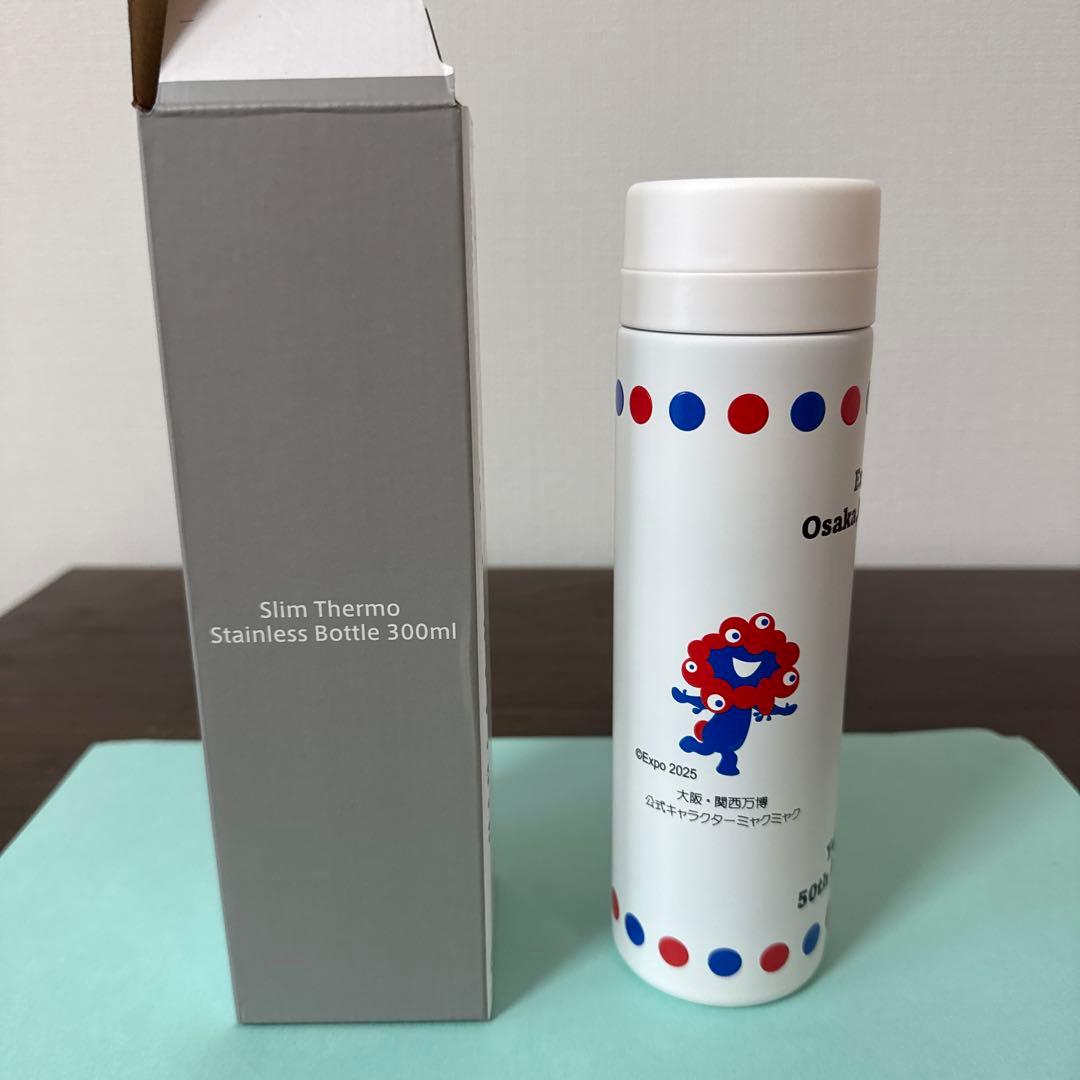 Slim Thermo
Stainless Bottle 300ml
Osaka
©Expo 2025
大阪・関西万博
公式キャラクターミャクミャク
50th